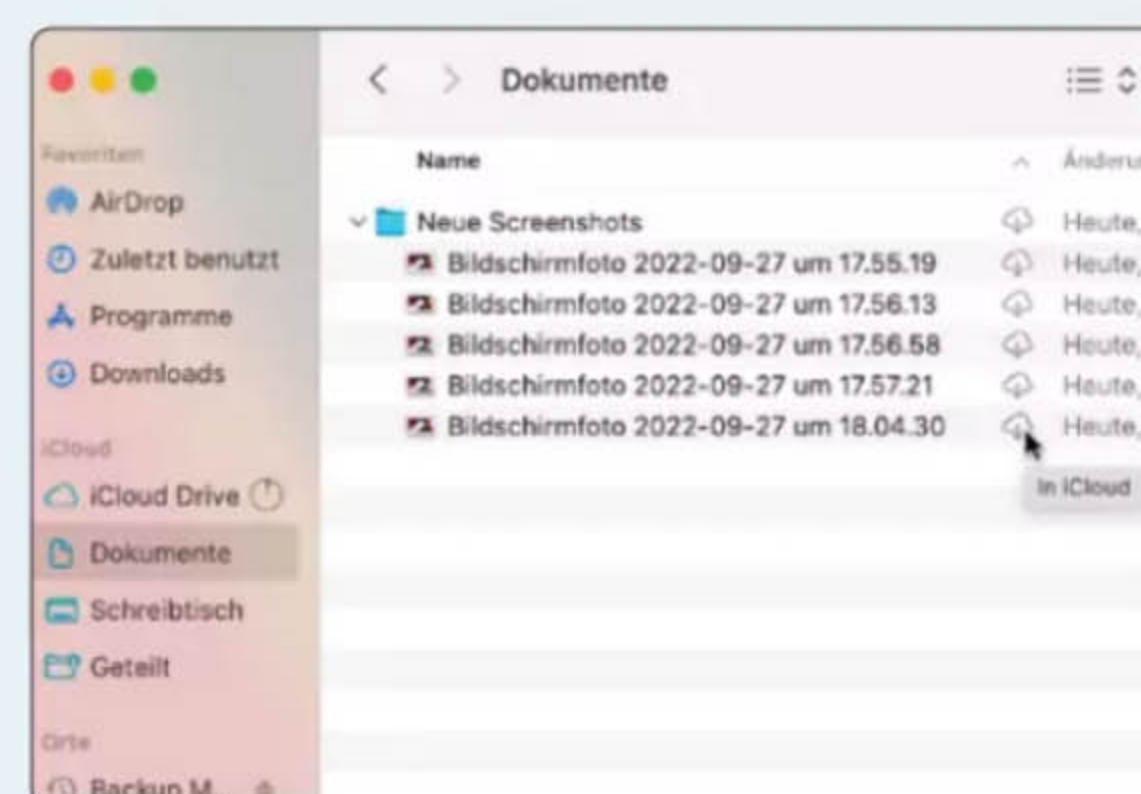 Dokumente
Favoriten
AirDrop
Zuletzt benutzt
Programme
Downloads
iCloud
iCloud Drive
Dokumente
Schreibtisch
Geteilt
Orte
Backup M...
Name
Neue Screenshots
Heute,
Bildschirmfoto 2022-09-27 um 17.55.19
Heute,
Bildschirmfoto 2022-09-27 um 17.56.13
Heute,
Bildschirmfoto 2022-09-27 um 17.56.58
Heute,
Bildschirmfoto 2022-09-27 um 17.57.21
Heute,
Bildschirmfoto 2022-09-27 um 18.04.30
Heute,
In iCloud